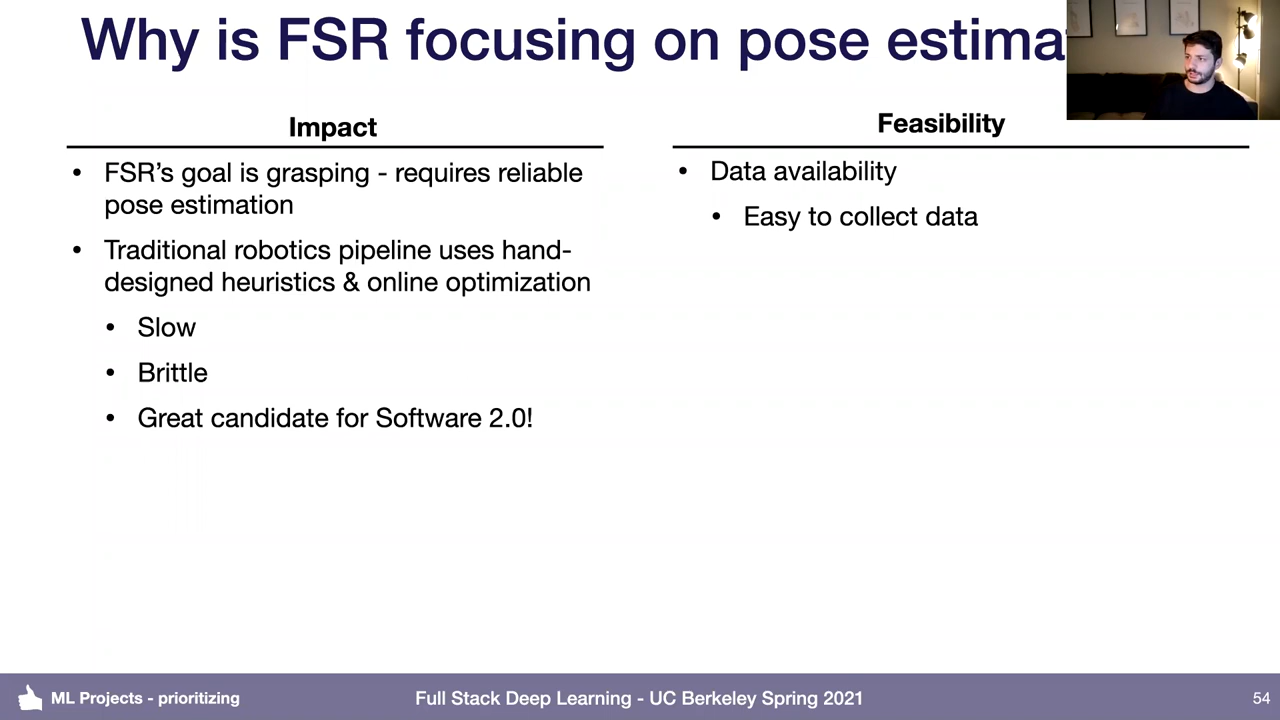 Why is FSR focusing on pose estima
Impact
• FSR's goal is grasping - requires reliable
pose estimation
• Traditional robotics pipeline uses hand-
designed heuristics & online optimization
• Slow
• Brittle
• Great candidate for Software 2.0!
Feasibility
• Data availability
• Easy to collect data
ML Projects - prioritizing
Full Stack Deep Learning - UC Berkeley Spring 2021
54